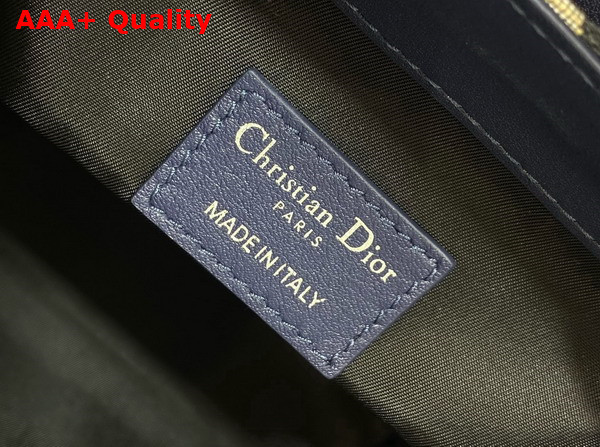 AAA+ Quality
Christian Dior
PARIS
MADE IN ITALY